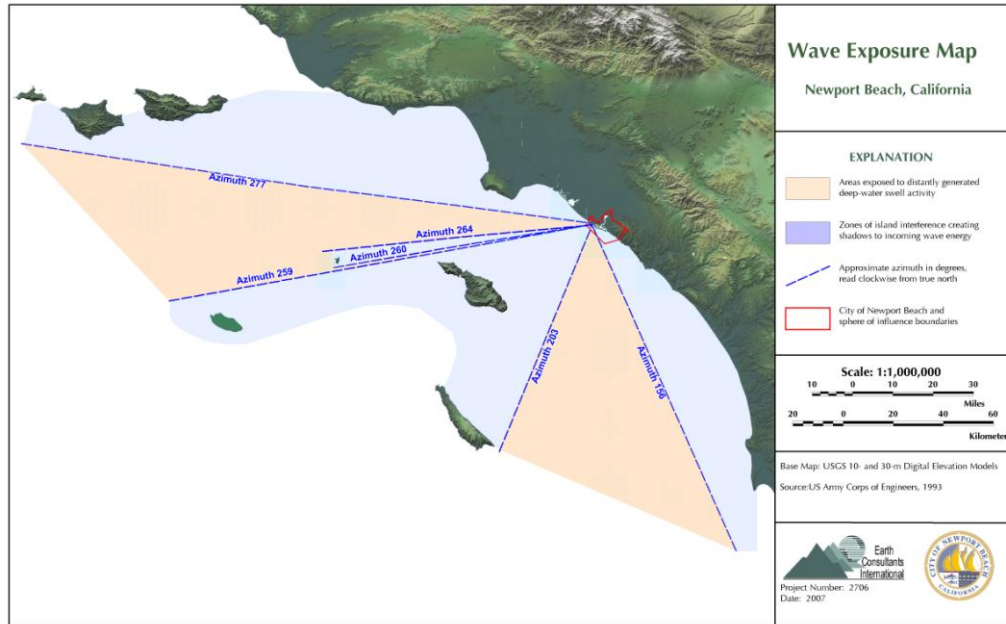 Wave Exposure Map
Newport Beach, California
EXPLANATION
Areas exposed to distantly generated
deep-water swell activity
Zones of island interference creating
shadows to incoming wave energy
Approximate azimuth in degrees,
read clockwise from true north
City of Newport Beach and
sphere of influence boundaries
Scale: 1:1,000,000
10 0 10 20 30
Miles
20 0 20 40 60
Kilometer
Base Map: USGS 10- and 30-m Digital Elevation Models
Source:US Army Corps of Engineers, 1993
Earth
Consultants
International
Project Number: 2706
Date: 2007
CITY OF NEWPORT BEACH
CALIFORNIA
Azimuth 277
Azimuth 264
Azimuth 260
Azimuth 259
Azimuth 203
Azimuth 156